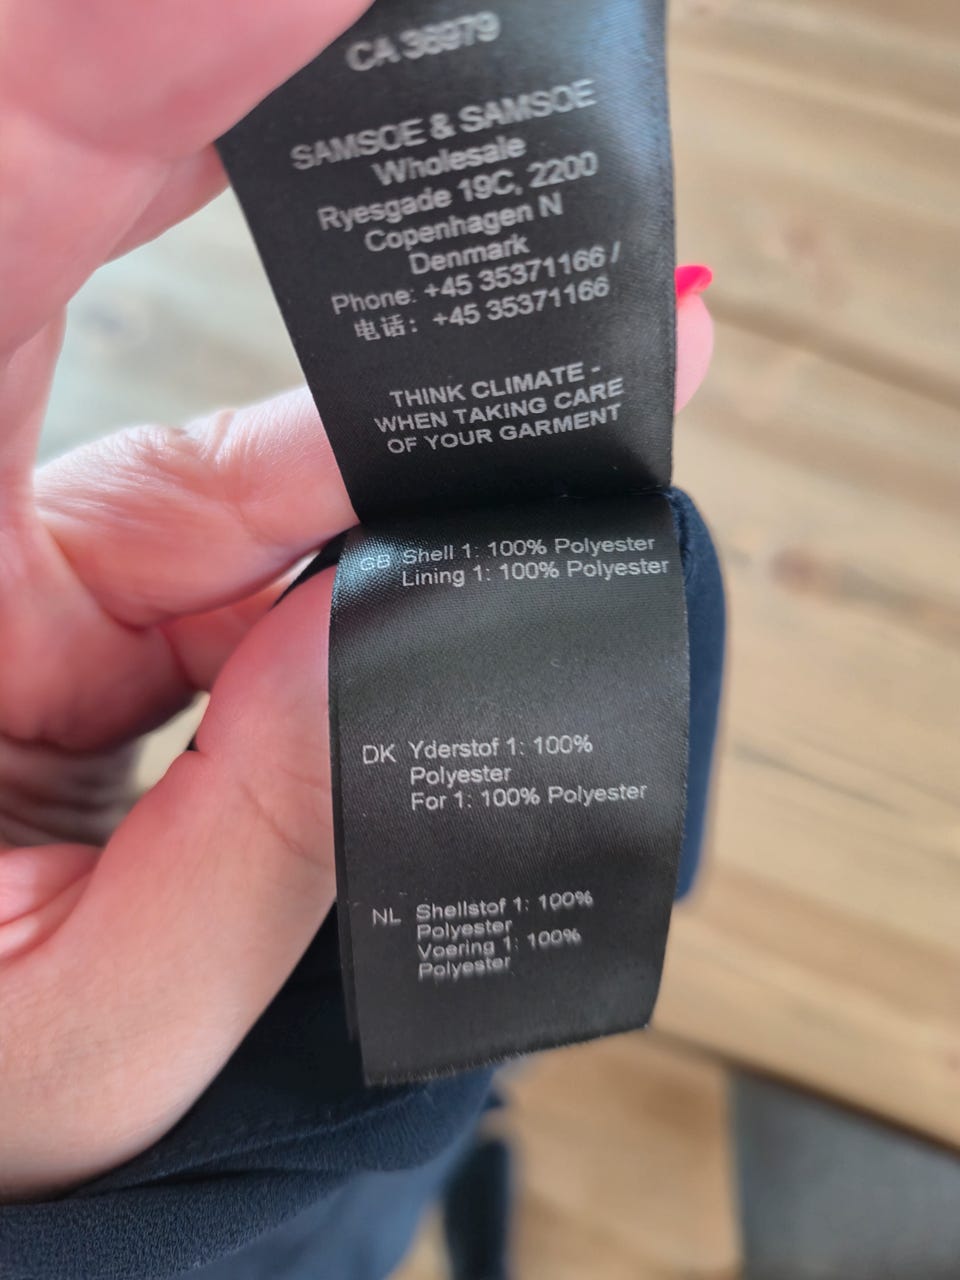 CA 36979
SAMSOE & SAMSOE
Wholesale
Ryesgade 19C, 2200
Copenhagen N
Denmark
Phone: +45 35371166 /
电话: +45 35371166
THINK CLIMATE -
WHEN TAKING CARE
OF YOUR GARMENT
GB Shell 1: 100% Polyester
Lining 1: 100% Polyester
DK Yderstof 1: 100%
Polyester
For 1: 100% Polyester
NL Shellstof 1: 100%
Polyester
Voering 1: 100%
Polyester